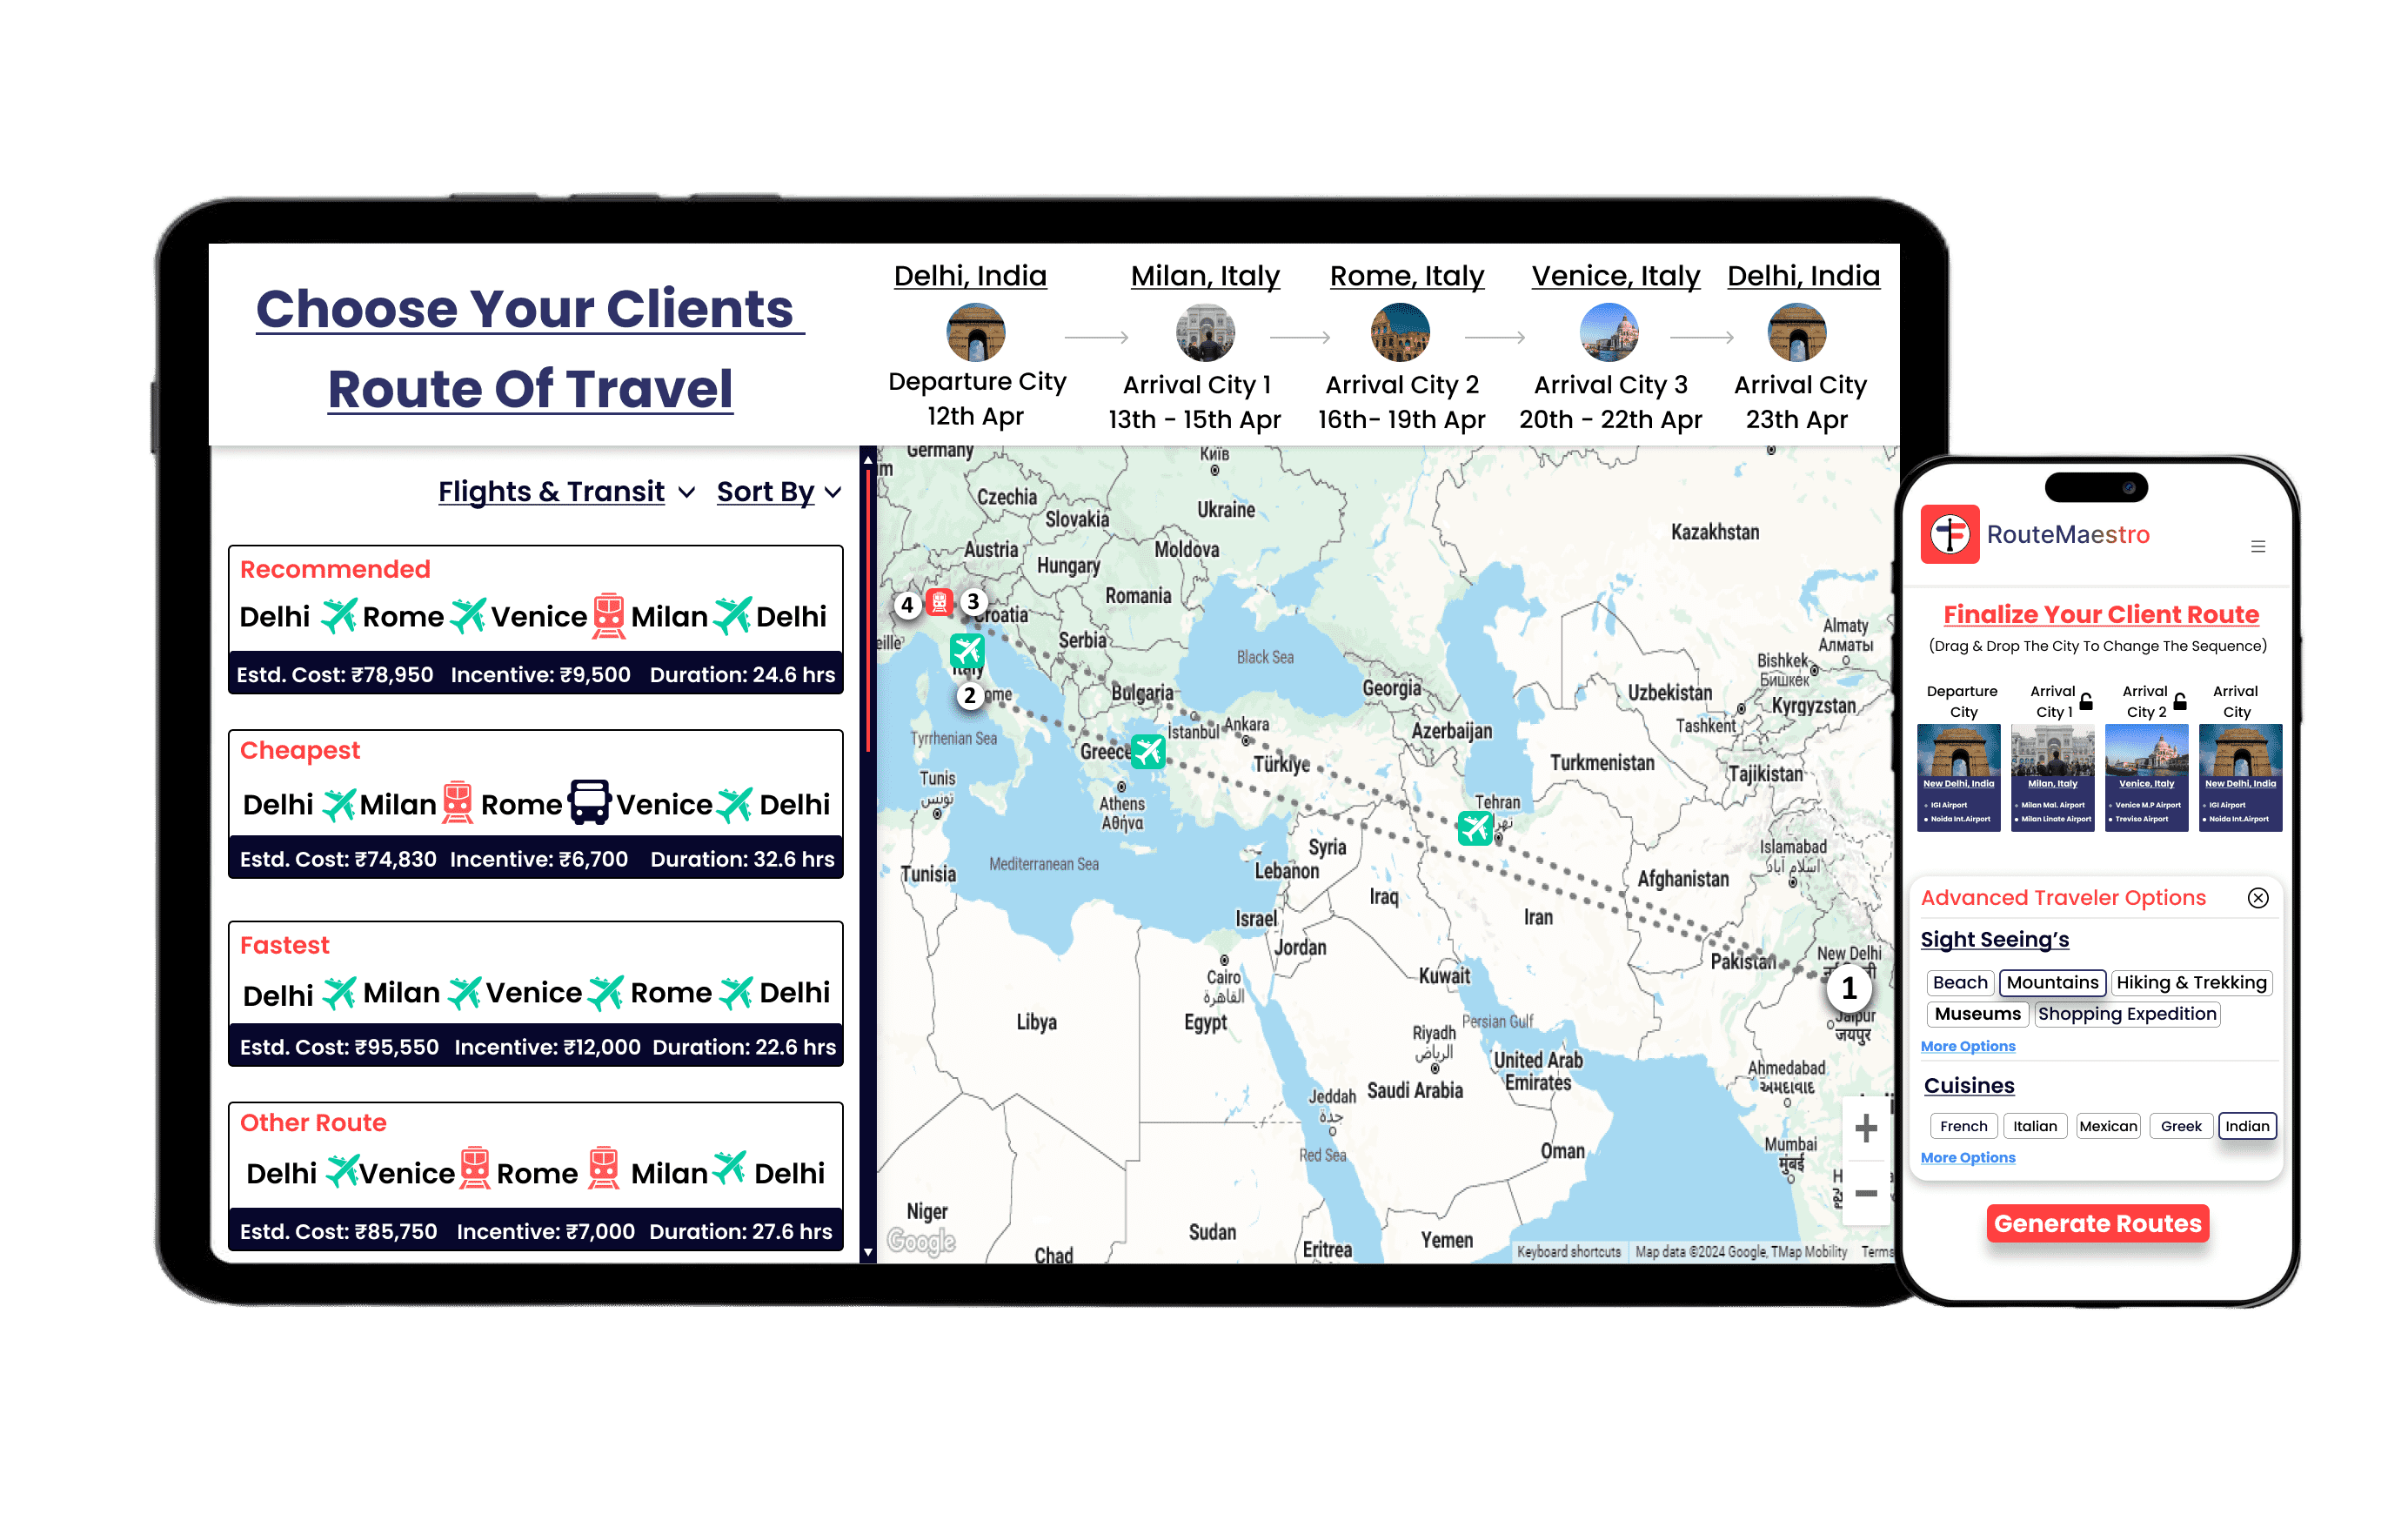 Choose Your Clients
Route Of Travel
Delhi, India
Departure City
12th Apr
Milan, Italy
Arrival City 1
13th - 15th Apr
Rome, Italy
Arrival City 2
16th- 19th Apr
Venice, Italy
Arrival City 3
20th - 22th Apr
Delhi, India
Arrival City
23th Apr
Flights & Transit
Sort By
Recommended
Delhi Rome Venice Milan Delhi
Estd. Cost: ₹78,950 Incentive: ₹9,500 Duration: 24.6 hrs
Cheapest
Delhi Milan Rome Venice Delhi
Estd. Cost: ₹74,830 Incentive: ₹6,700 Duration: 32.6 hrs
Fastest
Delhi Milan Venice Rome Delhi
Estd. Cost: ₹95,550 Incentive: ₹12,000 Duration: 22.6 hrs
Other Route
Delhi Venice Rome Milan Delhi
Estd. Cost: ₹85,750 Incentive: ₹7,000 Duration: 27.6 hrs
Germany
Київ
Czechia
Slovakia
Ukraine
Kazakhstan
Austria
Moldova
Hungary
Romania
4
3
Croatia
Serbia
Italy
2
Black Sea
Bulgaria
Georgia
Almaty
Алматы
Bishkek
Бишкек
Uzbekistan
Kyrgyzstan
Tashkent
Tyrrhenian Sea
İstanbul
Ankara
Azerbaijan
Greece
Türkiye
Turkmenistan
Tajikistan
Tunis
تونس
Athens
Αθήνα
Tehran
Mediterranean Sea
Syria
Lebanon
Islamabad
اسلام آباد
Tunisia
Iraq
Afghanistan
Israel
Iran
Jordan
Pakistan
New Delhi
1
Cairo
القاهرة
Kuwait
Libya
Egypt
Persian Gulf
Jaipur
जयपुर
Riyadh
الرياض
United Arab
Emirates
Ahmedabad
અમદાવાદ
Saudi Arabia
Jeddah
جدة
Mumbai
मुंबई
Red Sea
Oman
Niger
Sudan
Chad
Eritrea
Yemen
+
−
Google
Keyboard shortcuts
Map data ©2024 Google, TMap Mobility
Terms
RouteMaestro
Finalize Your Client Route
(Drag & Drop The City To Change The Sequence)
Departure
City
Arrival
City 1
Arrival
City 2
Arrival
City
New Delhi, India
IGI Airport
Noida Int.Airport
Milan, Italy
Milan Mal. Airport
Milan Linate Airport
Venice, Italy
Venice M.P Airport
Treviso Airport
New Delhi, India
IGI Airport
Noida Int.Airport
Advanced Traveler Options
Sight Seeing's
Beach Mountains Hiking & Trekking
Museums Shopping Expedition
More Options
Cuisines
French Italian Mexican Greek Indian
More Options
Generate Routes